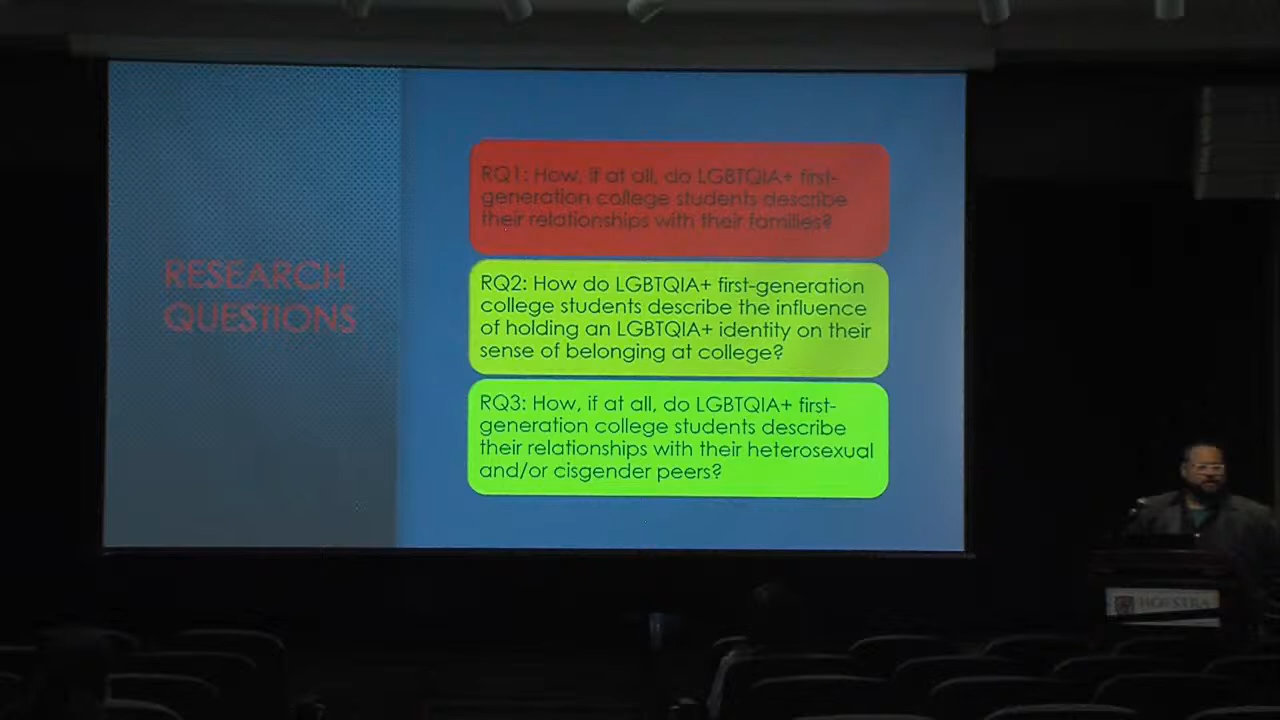 RESEARCH
QUESTIONS
RQ1: How, if at all, do LGBTQIA+ first-
generation college students describe
their relationships with their families?
RQ2: How do LGBTQIA+ first-generation
college students describe the influence
of holding an LGBTQIA+ identity on their
sense of belonging at college?
RQ3: How, if at all, do LGBTQIA+ first-
generation college students describe
their relationships with their heterosexual
and/or cisgender peers?
HOFSTRA